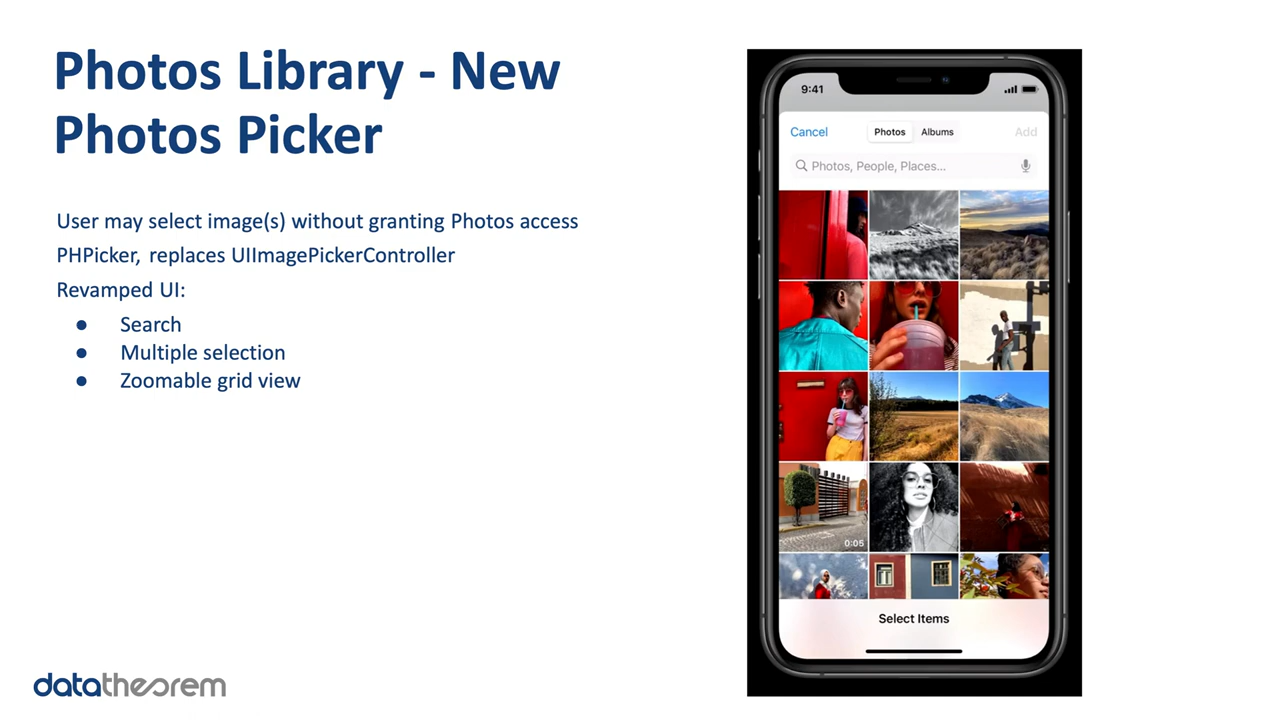 Photos Library - New
Photos Picker
User may select image(s) without granting Photos access
PHPicker, replaces UIImagePickerController
Revamped UI:
● Search
● Multiple selection
● Zoomable grid view
datatheorem
9:41
Cancel
Photos
Albums
Add
Photos, People, Places...
0:05
Select Items